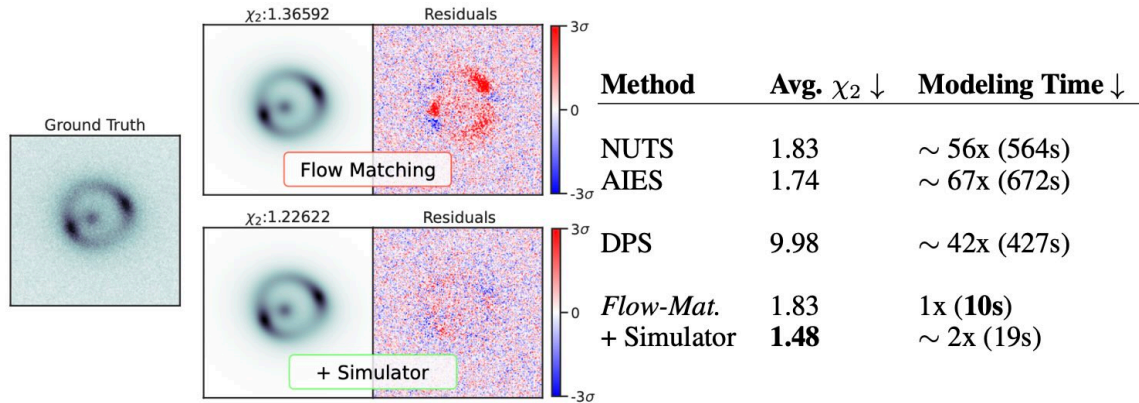 Ground Truth
χ₂:1.36592
Residuals
Flow Matching
3σ
0
-3σ
χ₂:1.22622
Residuals
+ Simulator
3σ
0
-3σ
Method Avg. χ₂ ↓ Modeling Time ↓
NUTS 1.83 ∼ 56x (564s)
AIES 1.74 ∼ 67x (672s)
DPS 9.98 ∼ 42x (427s)
Flow-Mat. 1.83 1x (10s)
+ Simulator 1.48 ∼ 2x (19s)